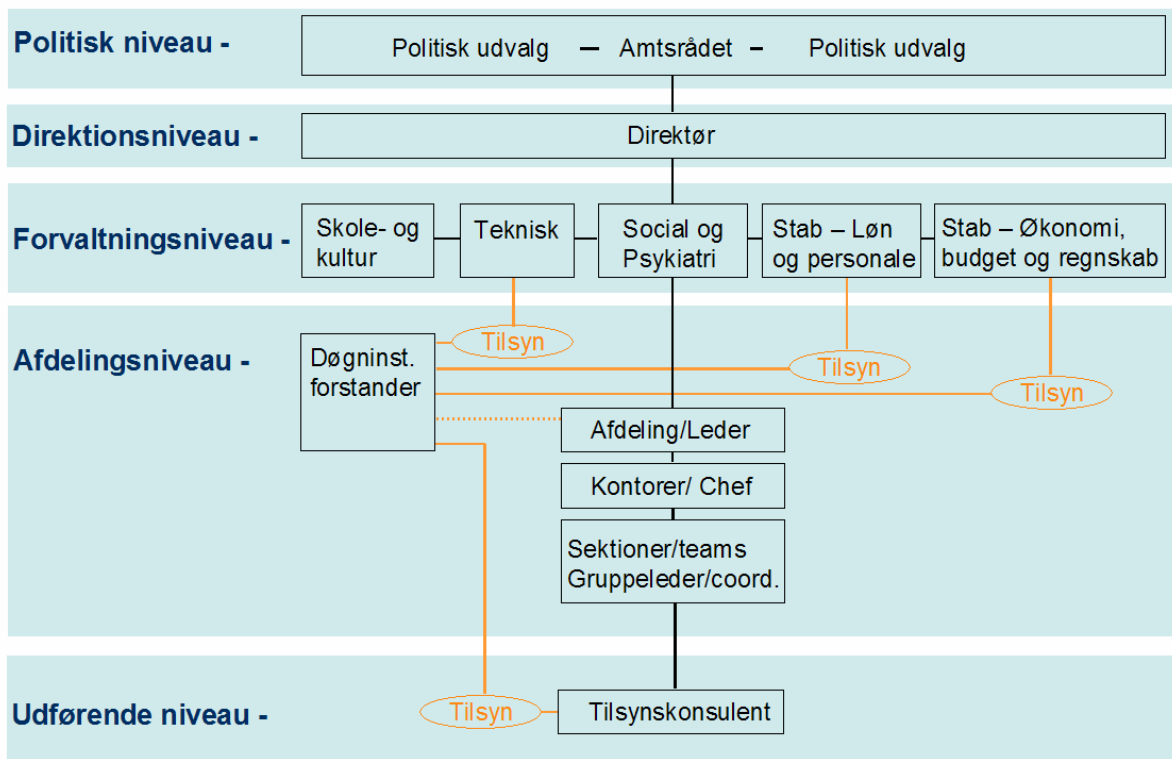 Politisk niveau -
Politisk udvalg – Amtsrådet – Politisk udvalg
Direktionsniveau -
Direktør
Forvaltningsniveau -
Skole- og
kultur
Teknisk
Social og
Psykiatri
Stab – Løn
og personale
Stab – Økonomi,
budget og regnskab
Afdelingsniveau -
Døgninst.
forstander
Tilsyn
Tilsyn
Tilsyn
Afdeling/Leder
Kontorer/ Chef
Sektioner/teams
Gruppeleder/coord.
Udførende niveau -
Tilsyn
Tilsynskonsulent